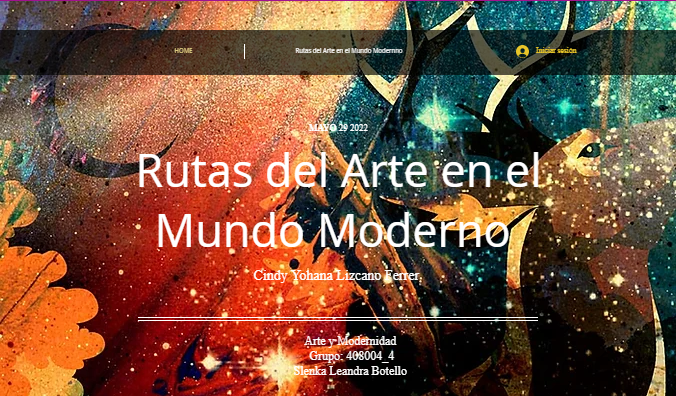 HOME
Rutas del Arte en el Mundo Modernno
Iniciar sesión
MAYO 29 2022
Rutas del Arte en el
Mundo Moderno
Cindy Yohana Lizcano Ferrer
Arte y Modernidad
Grupo: 408004_4
Slenka Leandra Botello